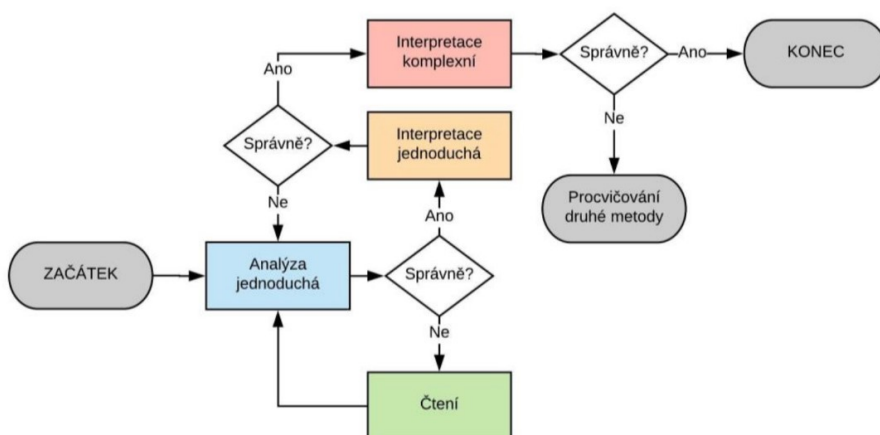 Interpretace
komplexní
Správně?
Ano
KONEC
Ano
Ne
Správně?
Interpretace
jednoduchá
Procvičování
druhé metody
Ne
Ano
ZAČÁTEK
Analýza
jednoduchá
Správně?
Ne
Čtení